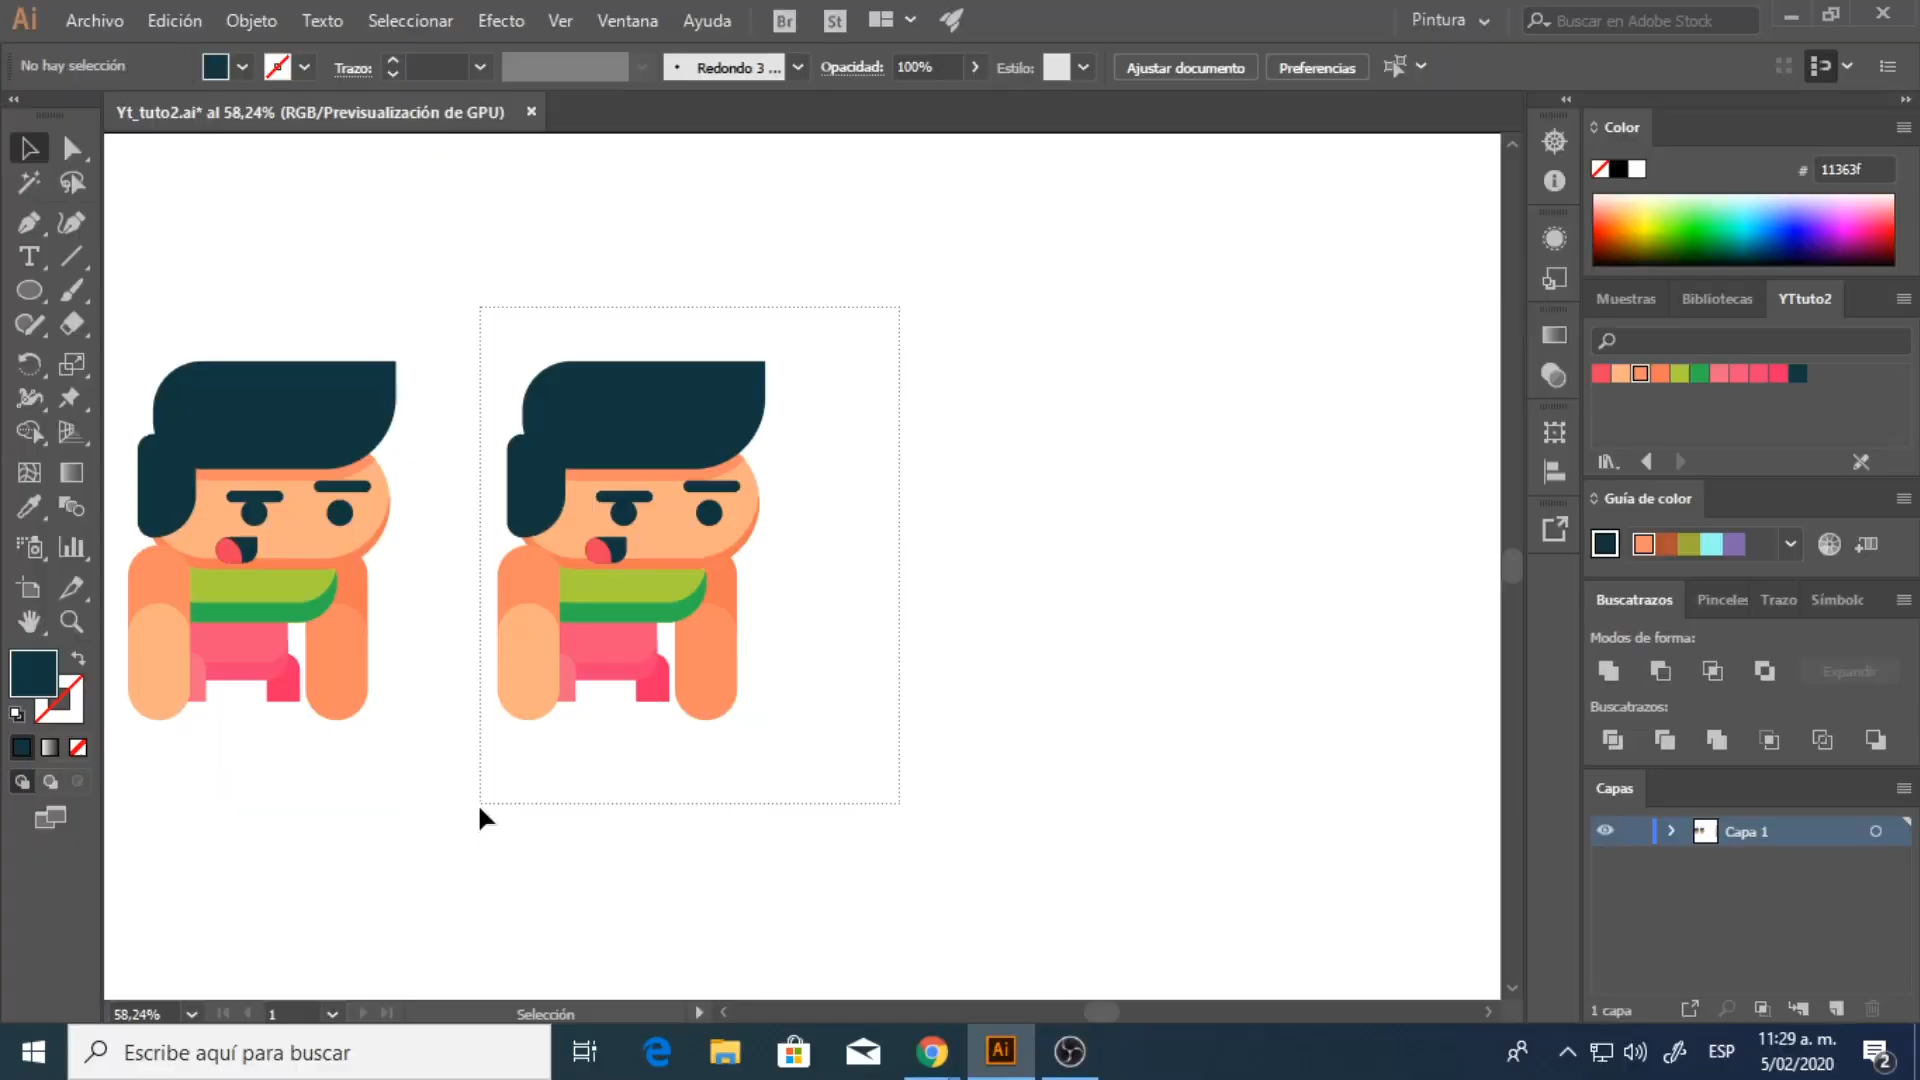 Ai Archivo Edición Objeto Texto Seleccionar Efecto Ver Ventana Ayuda Br St Pintura Buscar en Adobe Stock
No hay selección Trazo: Redondo 3 ... Opacidad: 100% Estilo: Ajustar documento Preferencias
Yt_tuto2.ai* al 58,24% (RGB/Previsualización de GPU)
Color
# 11363f
Muestras Bibliotecas YTtuto2
Guía de color
Buscatrazos Pinceles Trazo Símbolc
Modos de forma:
Expandir
Buscatrazos:
Capas
Capa 1
1 capa
58,24% 1 Selección
Escribe aquí para buscar
Ai
ESP
11:29 a. m.
5/02/2020
2